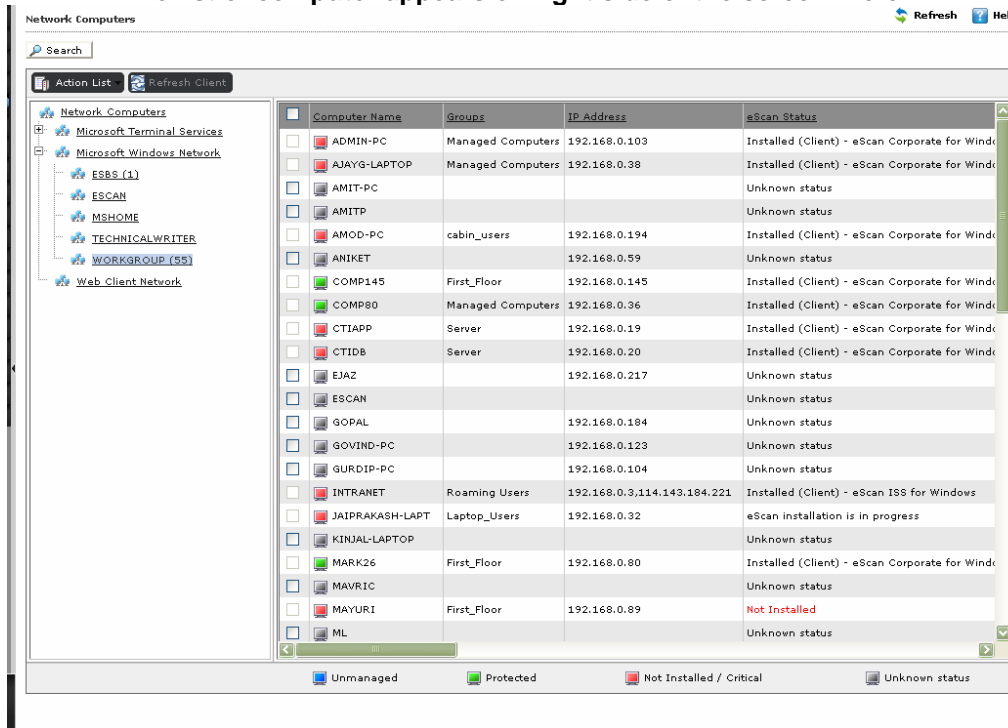 Network Computers
Refresh
Search
Action List
Refresh Client
Network Computers
Microsoft Terminal Services
Microsoft Windows Network
ESBS (1)
ESCAN
MSHOME
TECHNICALWRITER
WORKGROUP (55)
Web Client Network
Computer Name Groups IP Address eScan Status
ADMIN-PC Managed Computers 192.168.0.103 Installed (Client) - eScan Corporate for
AJAYG-LAPTOP Managed Computers 192.168.0.38 Installed (Client) - eScan Corporate for
AMIT-PC Unknown status
AMITP Unknown status
AMOD-PC cabin_users 192.168.0.194 Installed (Client) - eScan Corporate for
ANIKET 192.168.0.59 Unknown status
COMP145 First_Floor 192.168.0.145 Installed (Client) - eScan Corporate for
COMP80 Managed Computers 192.168.0.36 Installed (Client) - eScan Corporate for
CTIAPP Server 192.168.0.19 Installed (Client) - eScan Corporate for
CTIDB Server 192.168.0.20 Installed (Client) - eScan Corporate for
EJAZ 192.168.0.217 Unknown status
ESCAN Unknown status
GOPAL 192.168.0.184 Unknown status
GOVIND-PC 192.168.0.123 Unknown status
GURDIP-PC 192.168.0.104 Unknown status
INTRANET Roaming Users 192.168.0.3,114.143.184.221 Installed (Client) - eScan ISS for Windows
JAIPRAKASH-LAPT Laptop_Users 192.168.0.32 eScan installation is in progress
KINJAL-LAPTOP Unknown status
MARK26 First_Floor 192.168.0.80 Installed (Client) - eScan Corporate for
MAVRIC Unknown status
MAYURI First_Floor 192.168.0.89 Not Installed
ML Unknown status
Unmanaged Protected Not Installed / Critical Unknown status